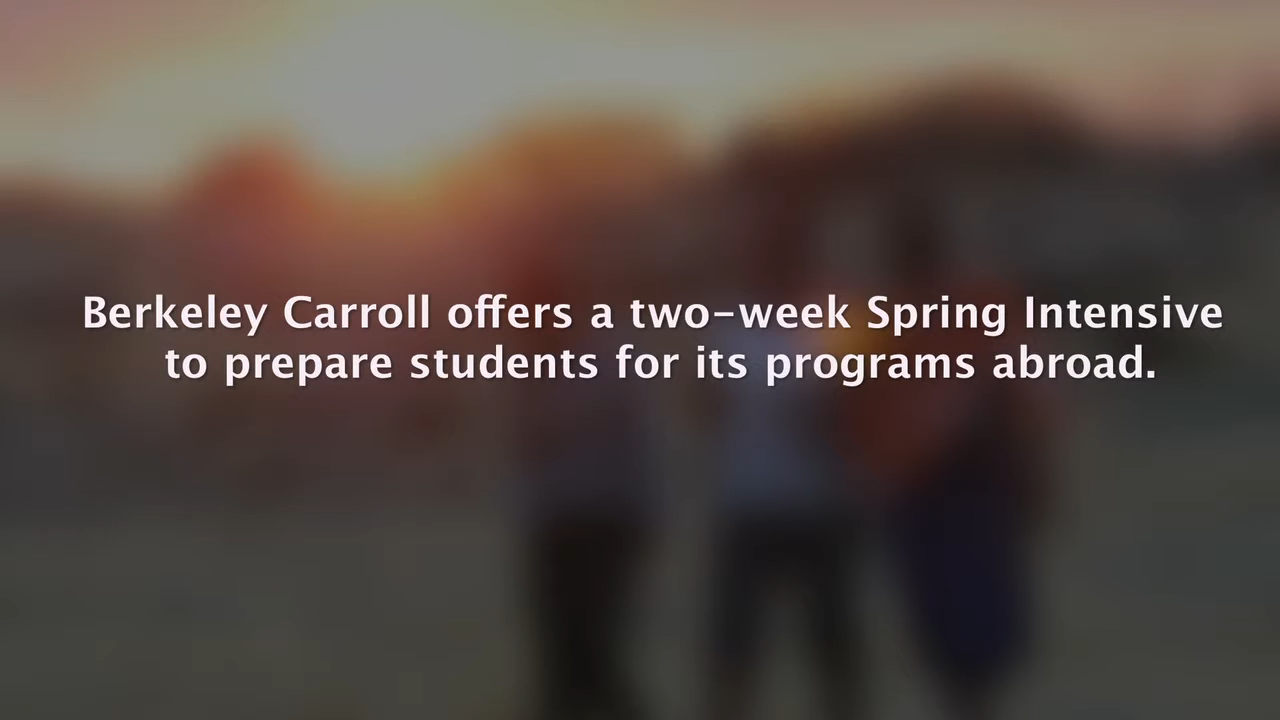 Berkeley Carroll offers a two-week Spring Intensive
to prepare students for its programs abroad.